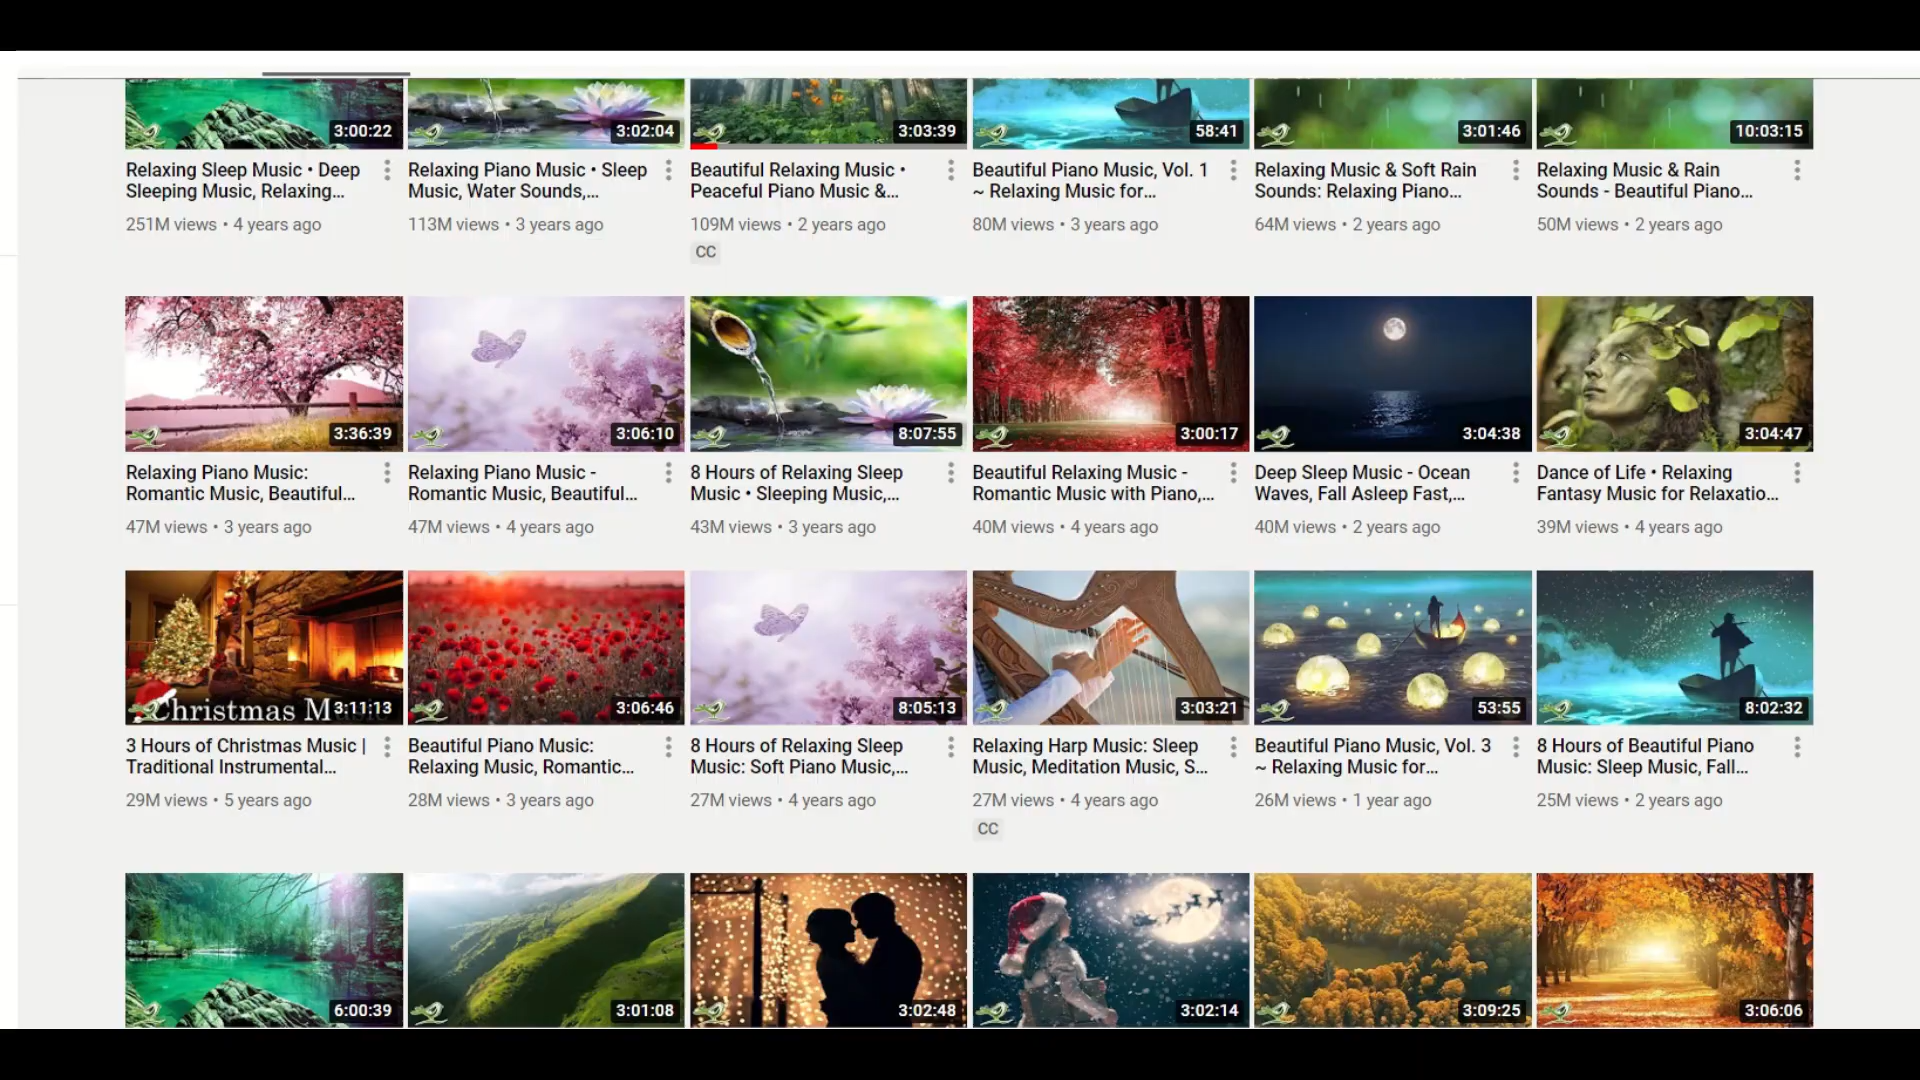 3:00:22
3:02:04
3:03:39
58:41
3:01:46
10:03:15
Relaxing Sleep Music • Deep
Sleeping Music, Relaxing...
251M views • 4 years ago
Relaxing Piano Music • Sleep
Music, Water Sounds,...
113M views • 3 years ago
Beautiful Relaxing Music •
Peaceful Piano Music &...
109M views • 2 years ago
CC
Beautiful Piano Music, Vol. 1
~ Relaxing Music for...
80M views • 3 years ago
Relaxing Music & Soft Rain
Sounds: Relaxing Piano...
64M views • 2 years ago
Relaxing Music & Rain
Sounds - Beautiful Piano...
50M views • 2 years ago
3:36:39
3:06:10
8:07:55
3:00:17
3:04:38
3:04:47
Relaxing Piano Music:
Romantic Music, Beautiful...
47M views • 3 years ago
Relaxing Piano Music -
Romantic Music, Beautiful...
47M views • 4 years ago
8 Hours of Relaxing Sleep
Music • Sleeping Music,...
43M views • 3 years ago
Beautiful Relaxing Music -
Romantic Music with Piano,...
40M views • 4 years ago
Deep Sleep Music - Ocean
Waves, Fall Asleep Fast,...
40M views • 2 years ago
Dance of Life • Relaxing
Fantasy Music for Relaxatio...
39M views • 4 years ago
Christmas Mu
3:11:13
3:06:46
8:05:13
3:03:21
53:55
8:02:32
3 Hours of Christmas Music |
Traditional Instrumental...
29M views • 5 years ago
Beautiful Piano Music:
Relaxing Music, Romantic...
28M views • 3 years ago
8 Hours of Relaxing Sleep
Music: Soft Piano Music,...
27M views • 4 years ago
Relaxing Harp Music: Sleep
Music, Meditation Music, S...
27M views • 4 years ago
CC
Beautiful Piano Music, Vol. 3
~ Relaxing Music for...
26M views • 1 year ago
8 Hours of Beautiful Piano
Music: Sleep Music, Fall...
25M views • 2 years ago
6:00:39
3:01:08
3:02:48
3:02:14
3:09:25
3:06:06